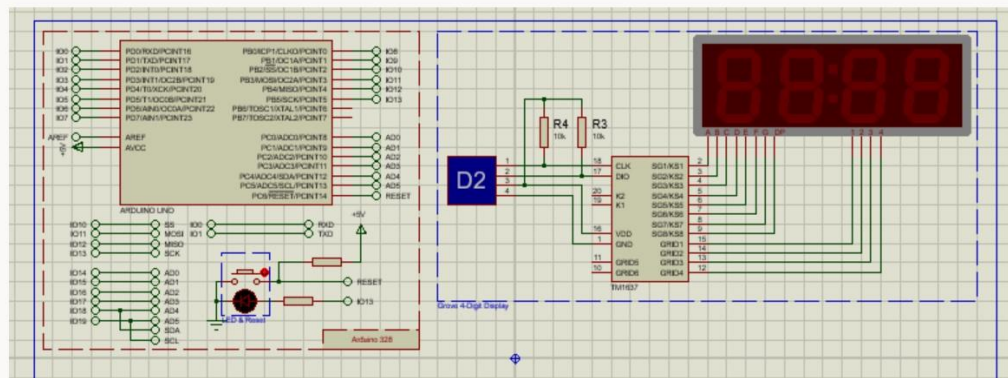 IO0 PD0/RXD/PCINT16 PB0/ICP1/CLKO/PCINT0 IO8
IO1 PD1/TXD/PCINT17 PB1/OC1A/PCINT1 IO9
IO2 PD2/INT0/PCINT18 PB2/SS/OC1B/PCINT2 IO10
IO3 PD3/INT1/OC2B/PCINT19 PB3/MOSI/OC2A/PCINT3 IO11
IO4 PD4/T0/XCK/PCINT20 PB4/MISO/PCINT4 IO12
IO5 PD5/T1/OC0B/PCINT21 PB5/SCK/PCINT5 IO13
IO6 PD6/AIN0/OC0A/PCINT22 PB6/TOSC1/XTAL1/PCINT6
IO7 PD7/AIN1/PCINT23 PB7/TOSC2/XTAL2/PCINT7
AREF AREF PC0/ADC0/PCINT8 AD0
+5V AVCC PC1/ADC1/PCINT9 AD1
PC2/ADC2/PCINT10 AD2
PC3/ADC3/PCINT11 AD3
PC4/ADC4/SDA/PCINT12 AD4
PC5/ADC5/SCL/PCINT13 AD5
PC6/RESET/PCINT14 RESET
ARDUINO UNO
IO10 SS IO0 RXD
IO11 MOSI IO1 TXD
IO12 MISO
IO13 SCK
+5V
IO14 AD0
IO15 AD1
IO16 AD2
IO17 AD3
IO18 AD4
IO19 AD5
SDA
SCL
RESET
IO13
LED & Reset
Arduino 328
A B C D E F G DP 1 2 3 4
R4 R3
10k 10k
D2
1
2
3
4
18 CLK SG1/KS1 2
17 DIO SG2/KS2 3
SG3/KS3 4
20 K2 SG4/KS4 5
19 K1 SG5/KS5 6
SG6/KS6 7
SG7/KS7 8
16 VDD SG8/KS8 9
1 GND GRID1 15
GRID2 14
11 GRID5 GRID3 13
10 GRID6 GRID4 12
TM1637
Grove 4-Digit Display